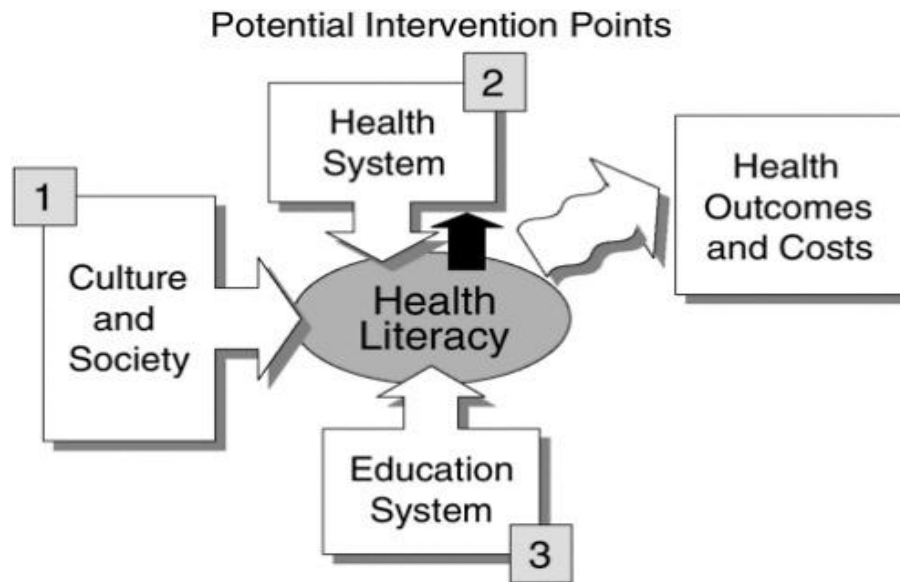 Potential Intervention Points
2
Health
System
1
Culture
and
Society
Health
Literacy
Health
Outcomes
and Costs
Education
System
3